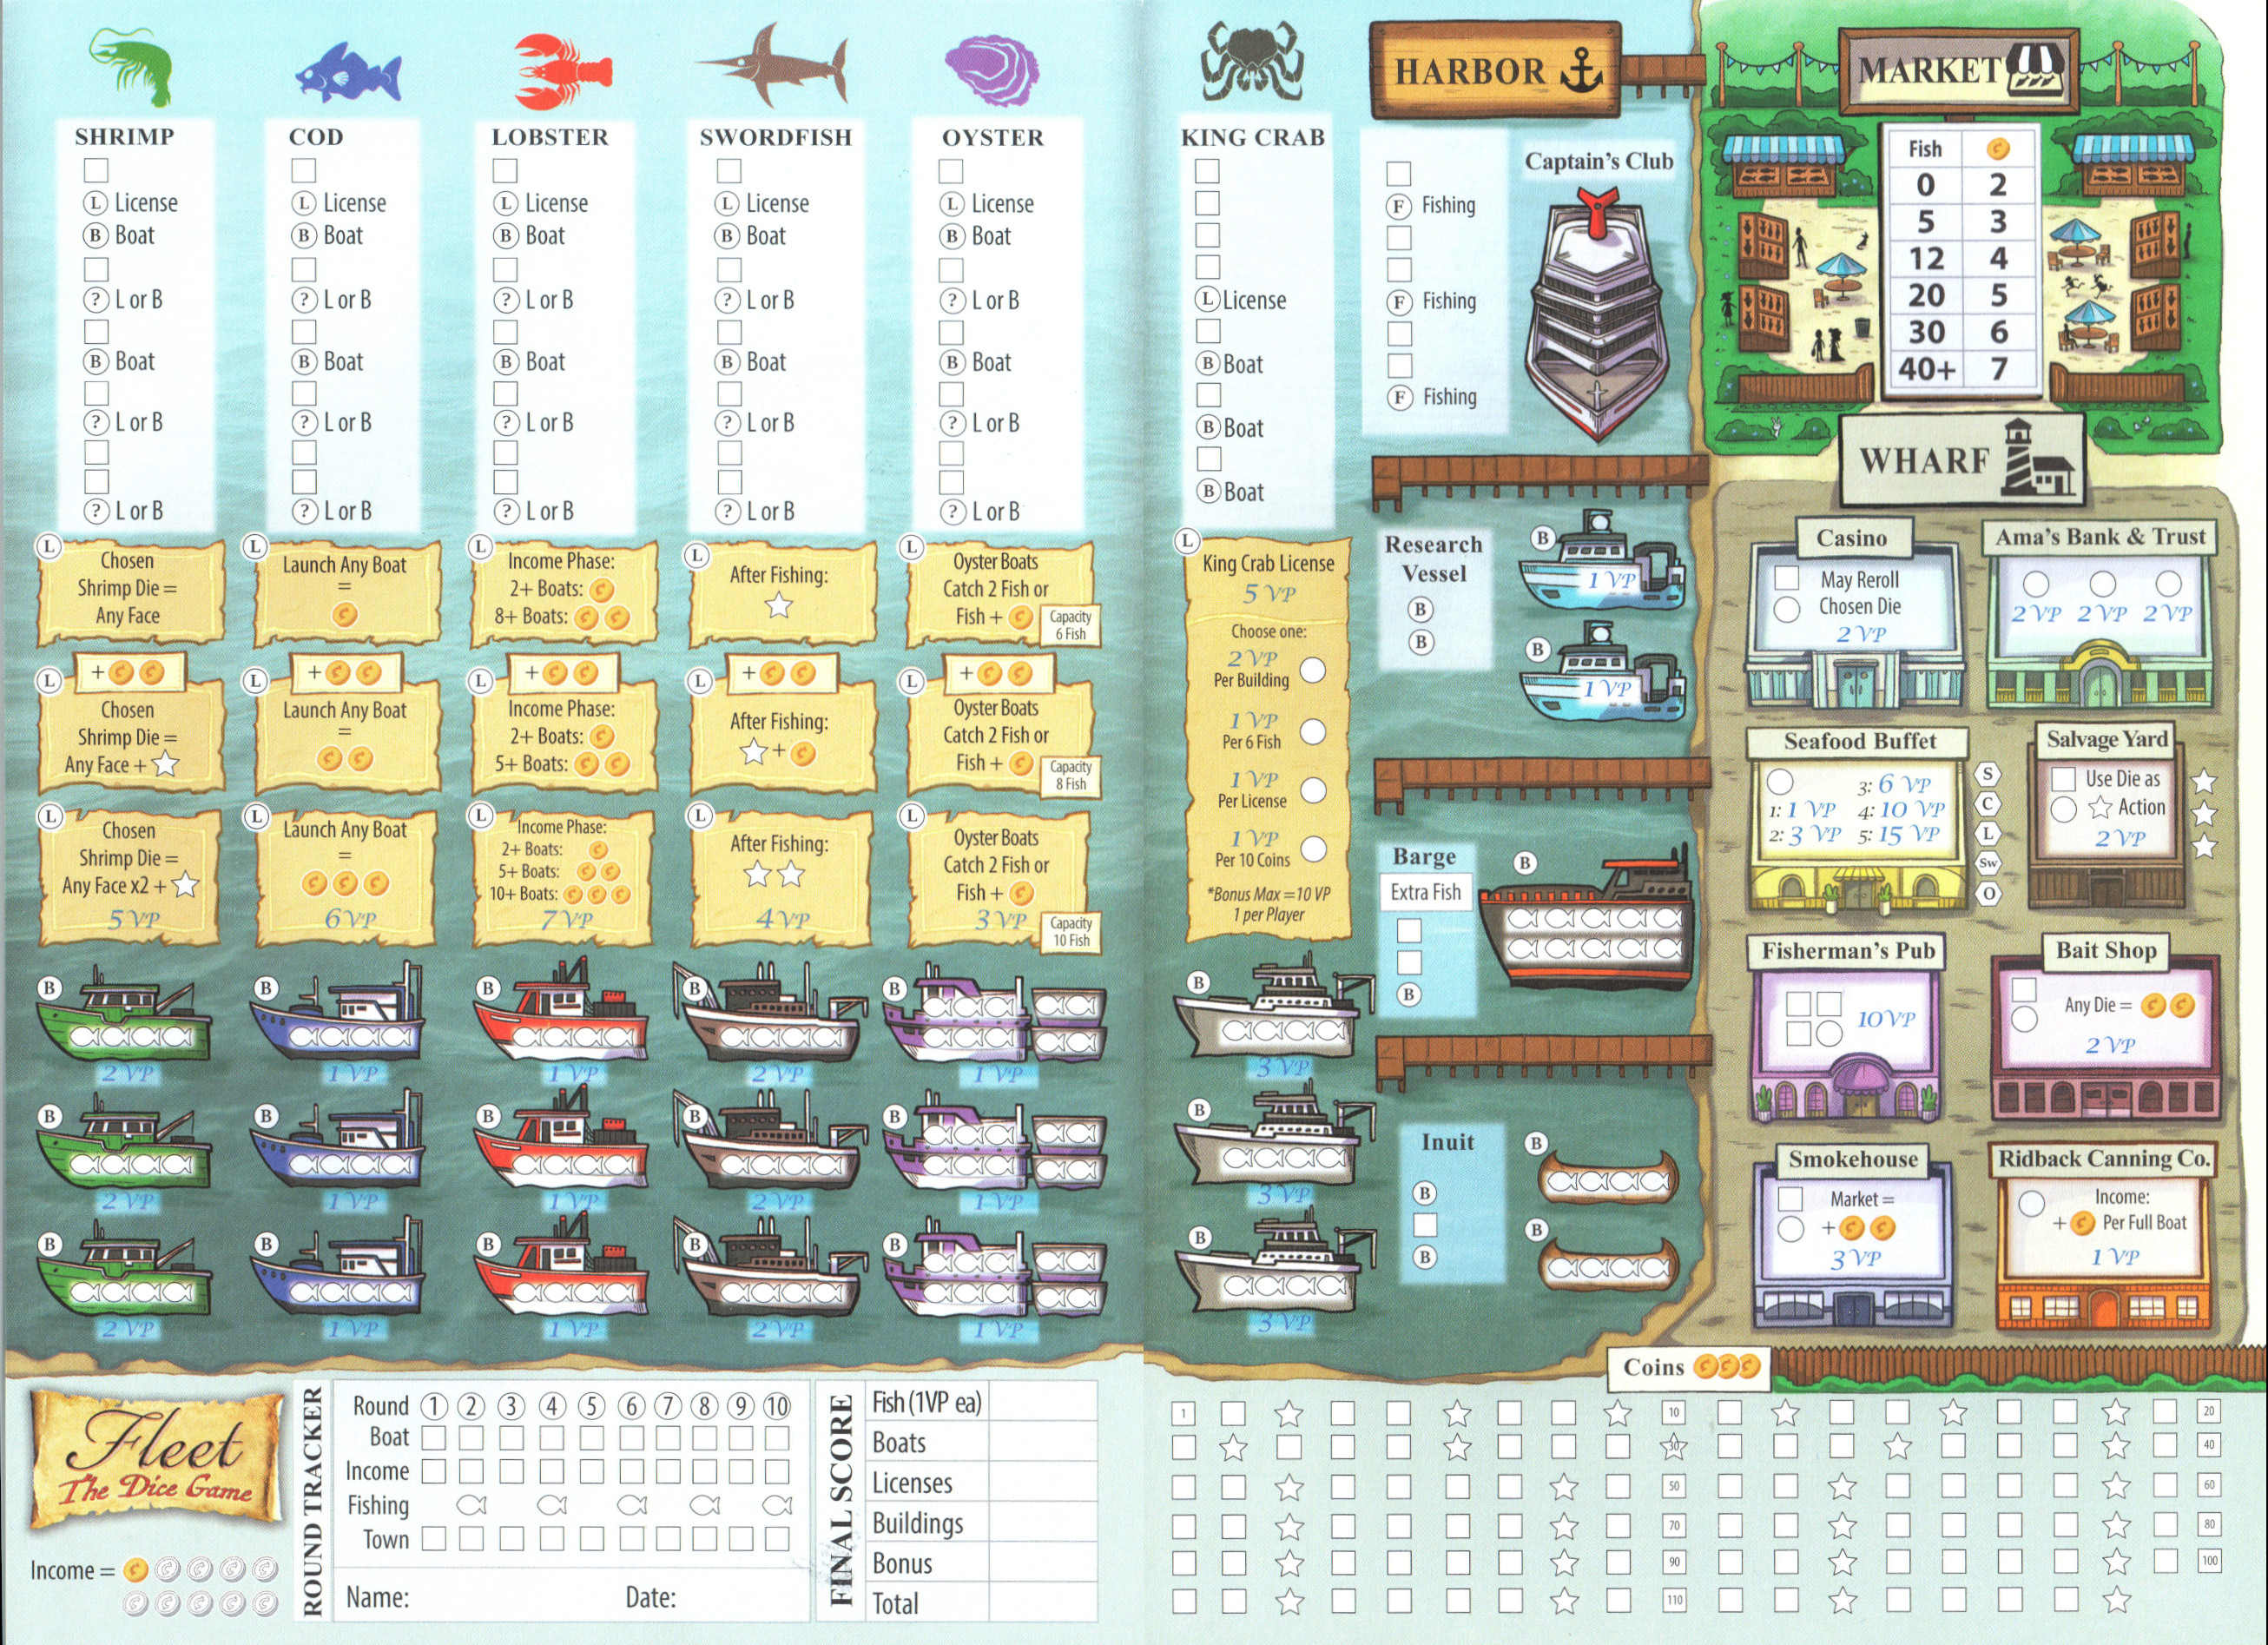 SHRIMP
L License
B Boat
? L or B
B Boat
? L or B
? L or B
COD
L License
B Boat
? L or B
B Boat
? L or B
? L or B
LOBSTER
L License
B Boat
? L or B
B Boat
? L or B
? L or B
SWORDFISH
L License
B Boat
? L or B
B Boat
? L or B
? L or B
OYSTER
L License
B Boat
? L or B
B Boat
? L or B
? L or B
KING CRAB
L License
B Boat
B Boat
B Boat
L
Chosen
Shrimp Die =
Any Face
L
Chosen
Shrimp Die =
Any Face +
L
Chosen
Shrimp Die =
Any Face x2 +
5 VP
L
Launch Any Boat
=
L
Launch Any Boat
=
L
Launch Any Boat
=
6 VP
L
Income Phase:
2+ Boats:
8+ Boats:
L
Income Phase:
2+ Boats:
5+ Boats:
L
Income Phase:
2+ Boats:
5+ Boats:
10+ Boats:
7 VP
L
After Fishing:
L
After Fishing:
+
L
After Fishing:
4 VP
L
Oyster Boats
Catch 2 Fish or
Fish +
Capacity
6 Fish
L
Oyster Boats
Catch 2 Fish or
Fish +
Capacity
8 Fish
L
Oyster Boats
Catch 2 Fish or
Fish +
3 VP
Capacity
10 Fish
+
+
+
+
+
L
King Crab License
5 VP
Choose one:
2 VP
Per Building
1 VP
Per 6 Fish
1 VP
Per License
1 VP
Per 10 Coins
*Bonus Max = 10 VP
1 per Player
B B B B B B
2 VP 1 VP 1 VP 2 VP 1 VP 3 VP
B B B B B B
2 VP 1 VP 1 VP 2 VP 1 VP 3 VP
B B B B B B
2 VP 1 VP 1 VP 2 VP 1 VP 3 VP
HARBOR
Captain's Club
F Fishing
F Fishing
F Fishing
Research
Vessel
B
B
B
1 VP
B
1 VP
Barge
Extra Fish
B
B
Inuit
B
B
B
B
MARKET
Fish C
0 2
5 3
12 4
20 5
30 6
40+ 7
WHARF
Casino
May Reroll
Chosen Die
2 VP
Ama's Bank & Trust
2 VP 2 VP 2 VP
Seafood Buffet
3: 6 VP
1: 1 VP 4: 10 VP
2: 3 VP 5: 15 VP
S
C
L
Sw
O
Salvage Yard
Use Die as
Action
2 VP
Fisherman's Pub
10 VP
Bait Shop
Any Die =
2 VP
Smokehouse
Market =
+
3 VP
Ridback Canning Co.
Income:
+ Per Full Boat
1 VP
Fleet
The Dice Game
Income =
ROUND TRACKER
Round 1 2 3 4 5 6 7 8 9 10
Boat
Income
Fishing
Town
Name: Date:
FINAL SCORE
Fish (1VP ea)
Boats
Licenses
Buildings
Bonus
Total
Coins
1 10 20
30 40
50 60
70 80
90 100
110